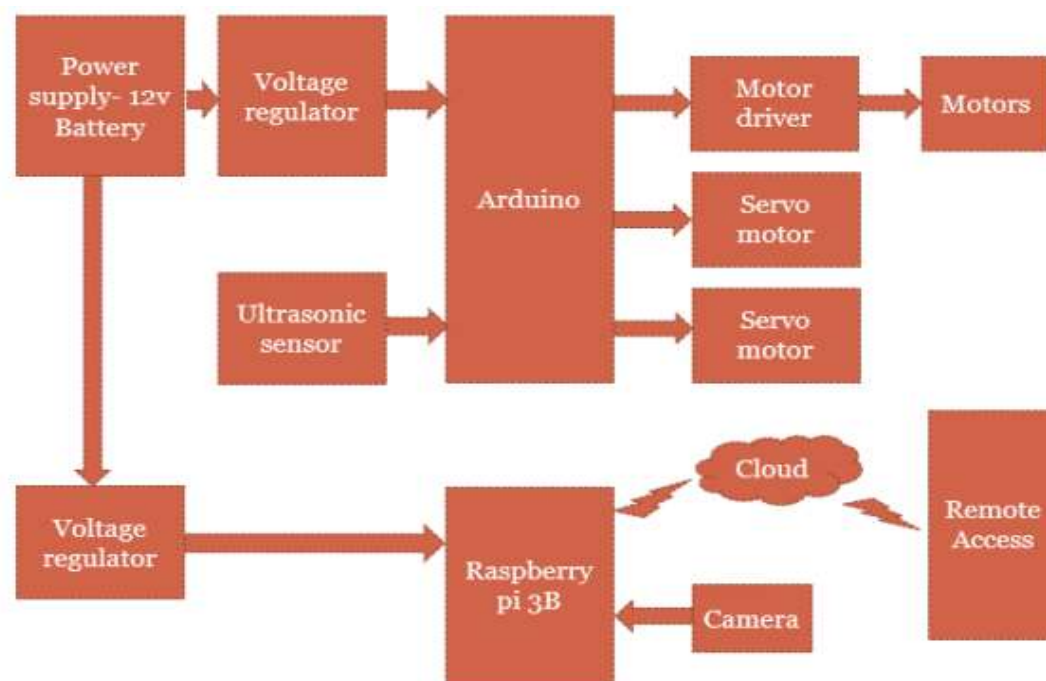 Power
supply- 12v
Battery
Voltage
regulator
Arduino
Motor
driver
Motors
Servo
motor
Ultrasonic
sensor
Servo
motor
Cloud
Remote
Access
Voltage
regulator
Raspberry
pi 3B
Camera